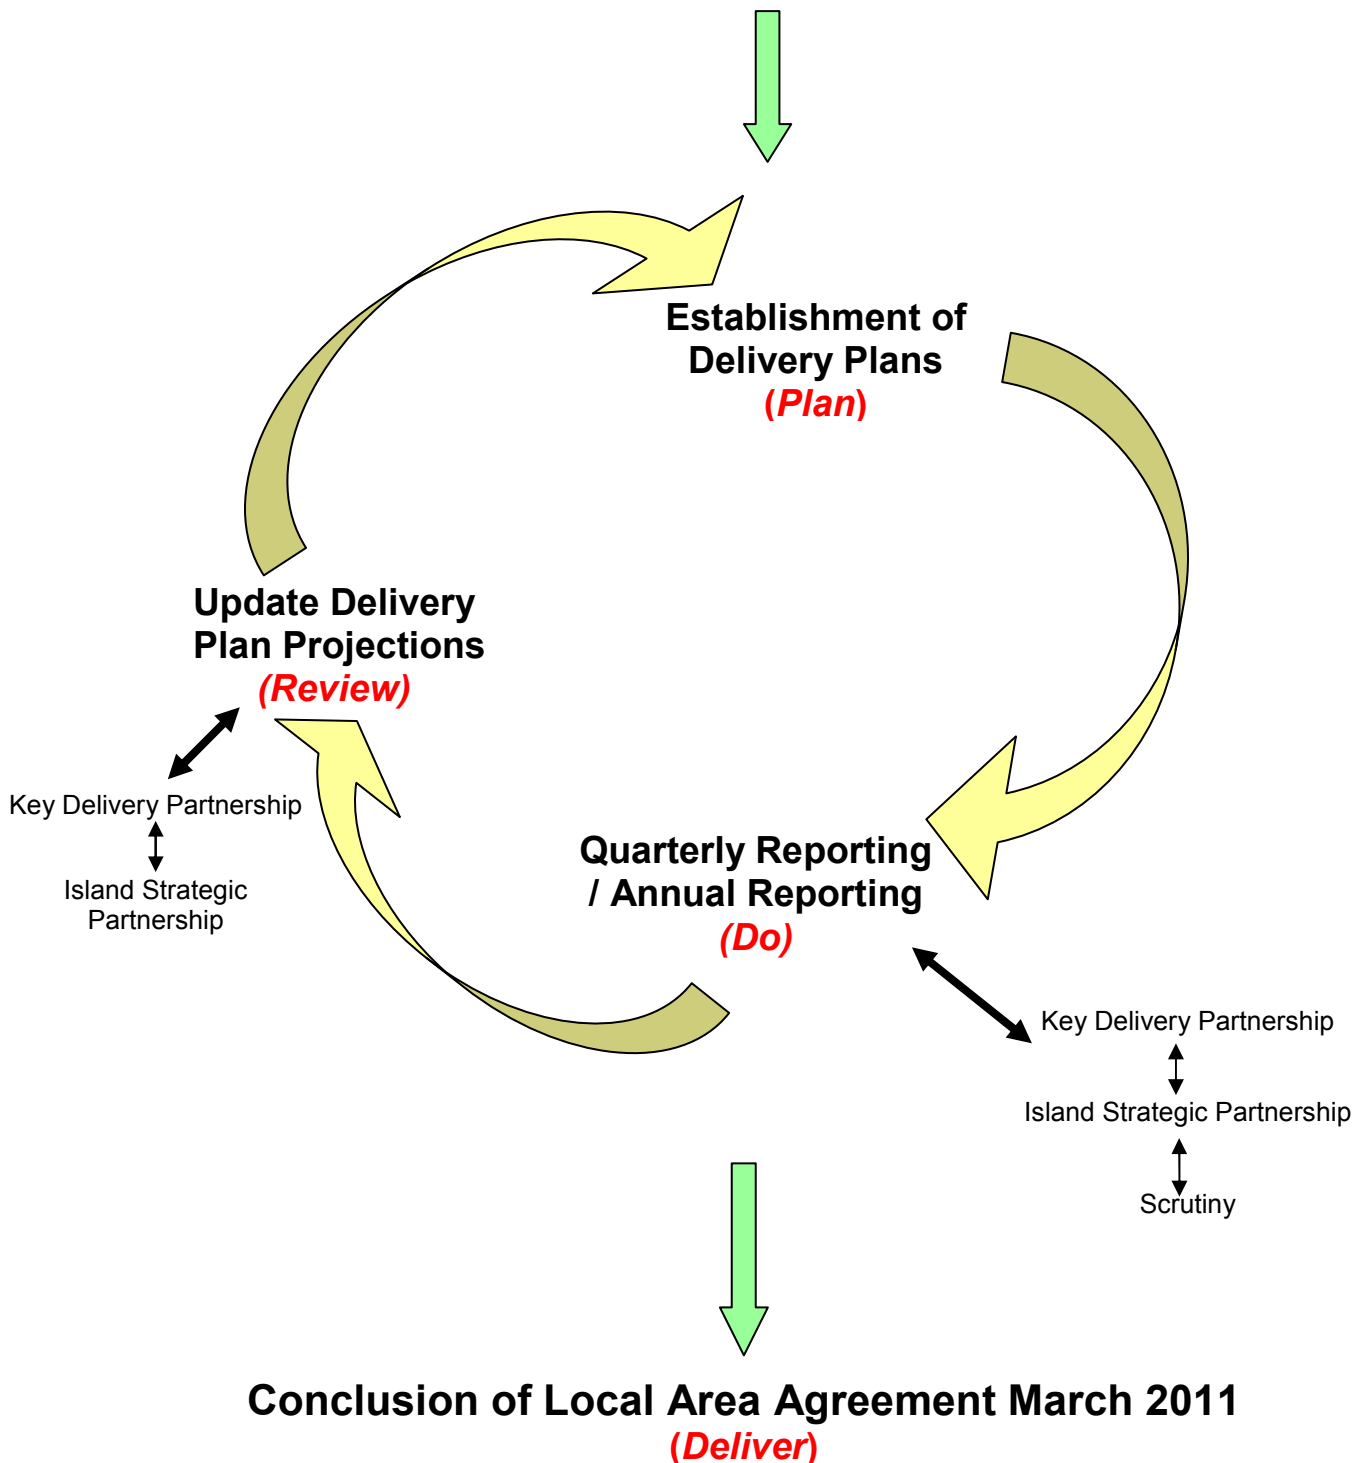 Establishment of
Delivery Plans
(Plan)
Update Delivery
Plan Projections
(Review)
Key Delivery Partnership
Island Strategic
Partnership
Quarterly Reporting
/ Annual Reporting
(Do)
Key Delivery Partnership
Island Strategic Partnership
Scrutiny
Conclusion of Local Area Agreement March 2011
(Deliver)